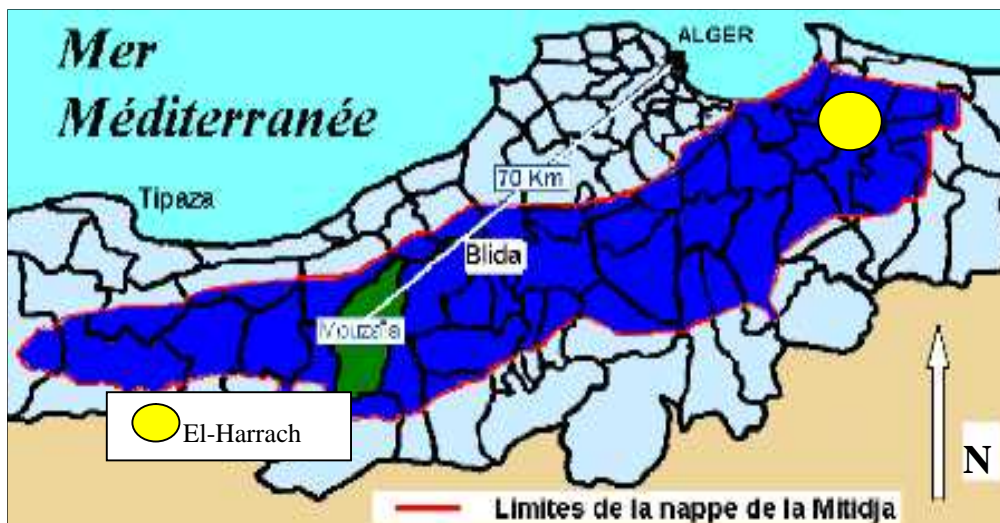 Mer
Méditerranée
ALGER
70 Km
Tipaza
Blida
Mouzaïa
El-Harrach
N
Limites de la nappe de la Mitidja